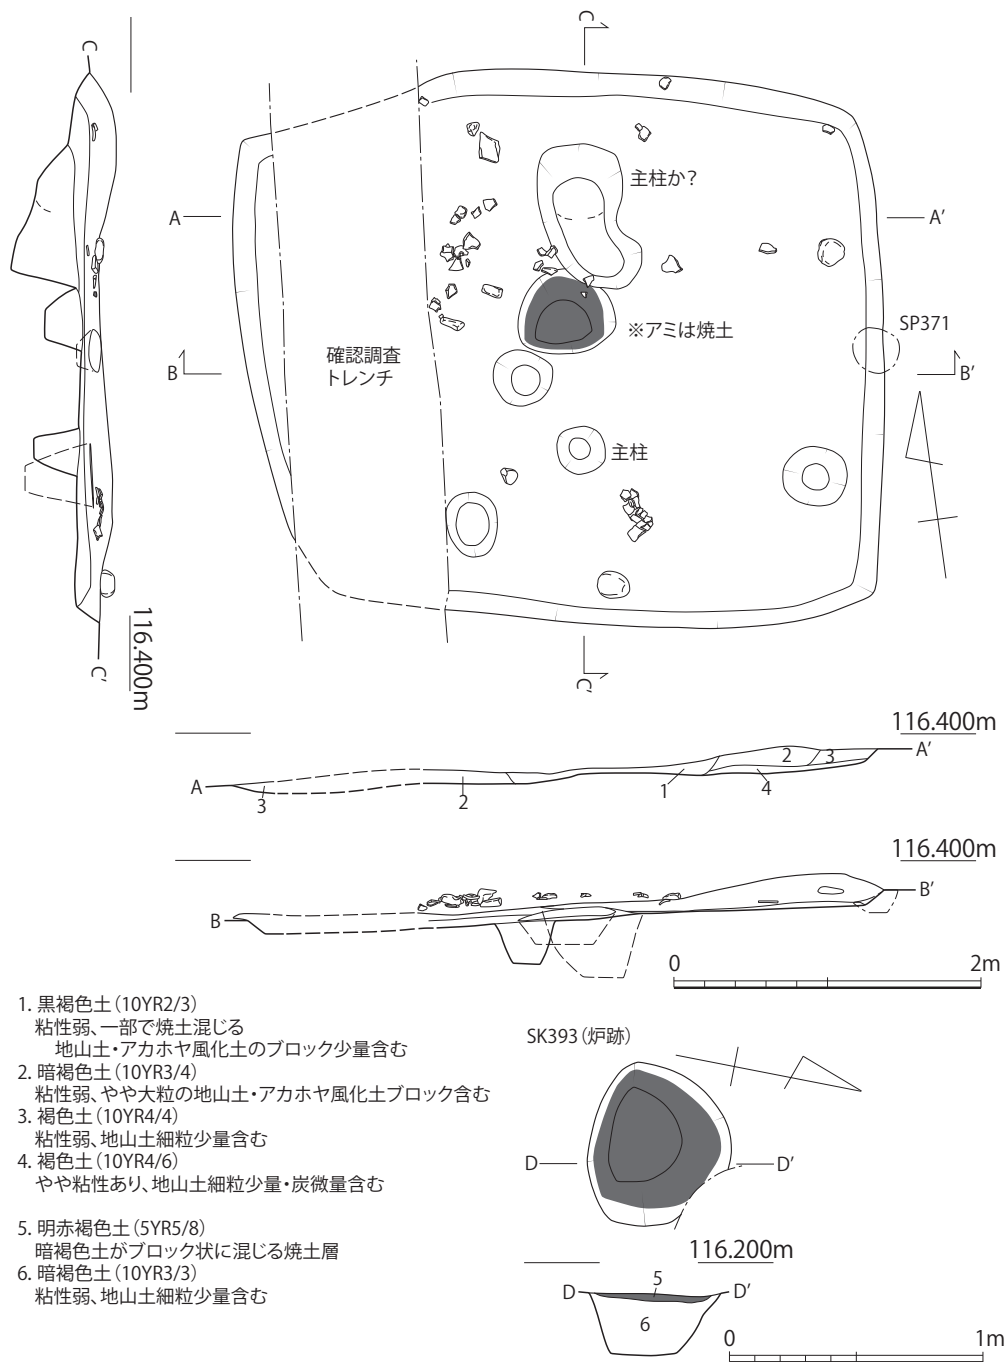 C
C
A
主柱か？
A'
※アミは焼土
SP371
確認調査
トレンチ
B
B'
主柱
C'
116.400m
C'
116.400m
A
3
2
1
4
2
3
A'
116.400m
B
B'
0
2m
1. 黒褐色土（10YR2/3）
粘性弱、一部で焼土混じる
地山土・アカホヤ風化土のブロック少量含む
2. 暗褐色土（10YR3/4）
粘性弱、やや大粒の地山土・アカホヤ風化土ブロック含む
3. 褐色土（10YR4/4）
粘性弱、地山土細粒少量含む
4. 褐色土（10YR4/6）
やや粘性あり、地山土細粒少量・炭微量含む
5. 明赤褐色土（5YR5/8）
暗褐色土がブロック状に混じる焼土層
6. 暗褐色土（10YR3/3）
粘性弱、地山土細粒少量含む
SK393（炉跡）
D
D'
116.200m
D
5
D'
6
0
1m